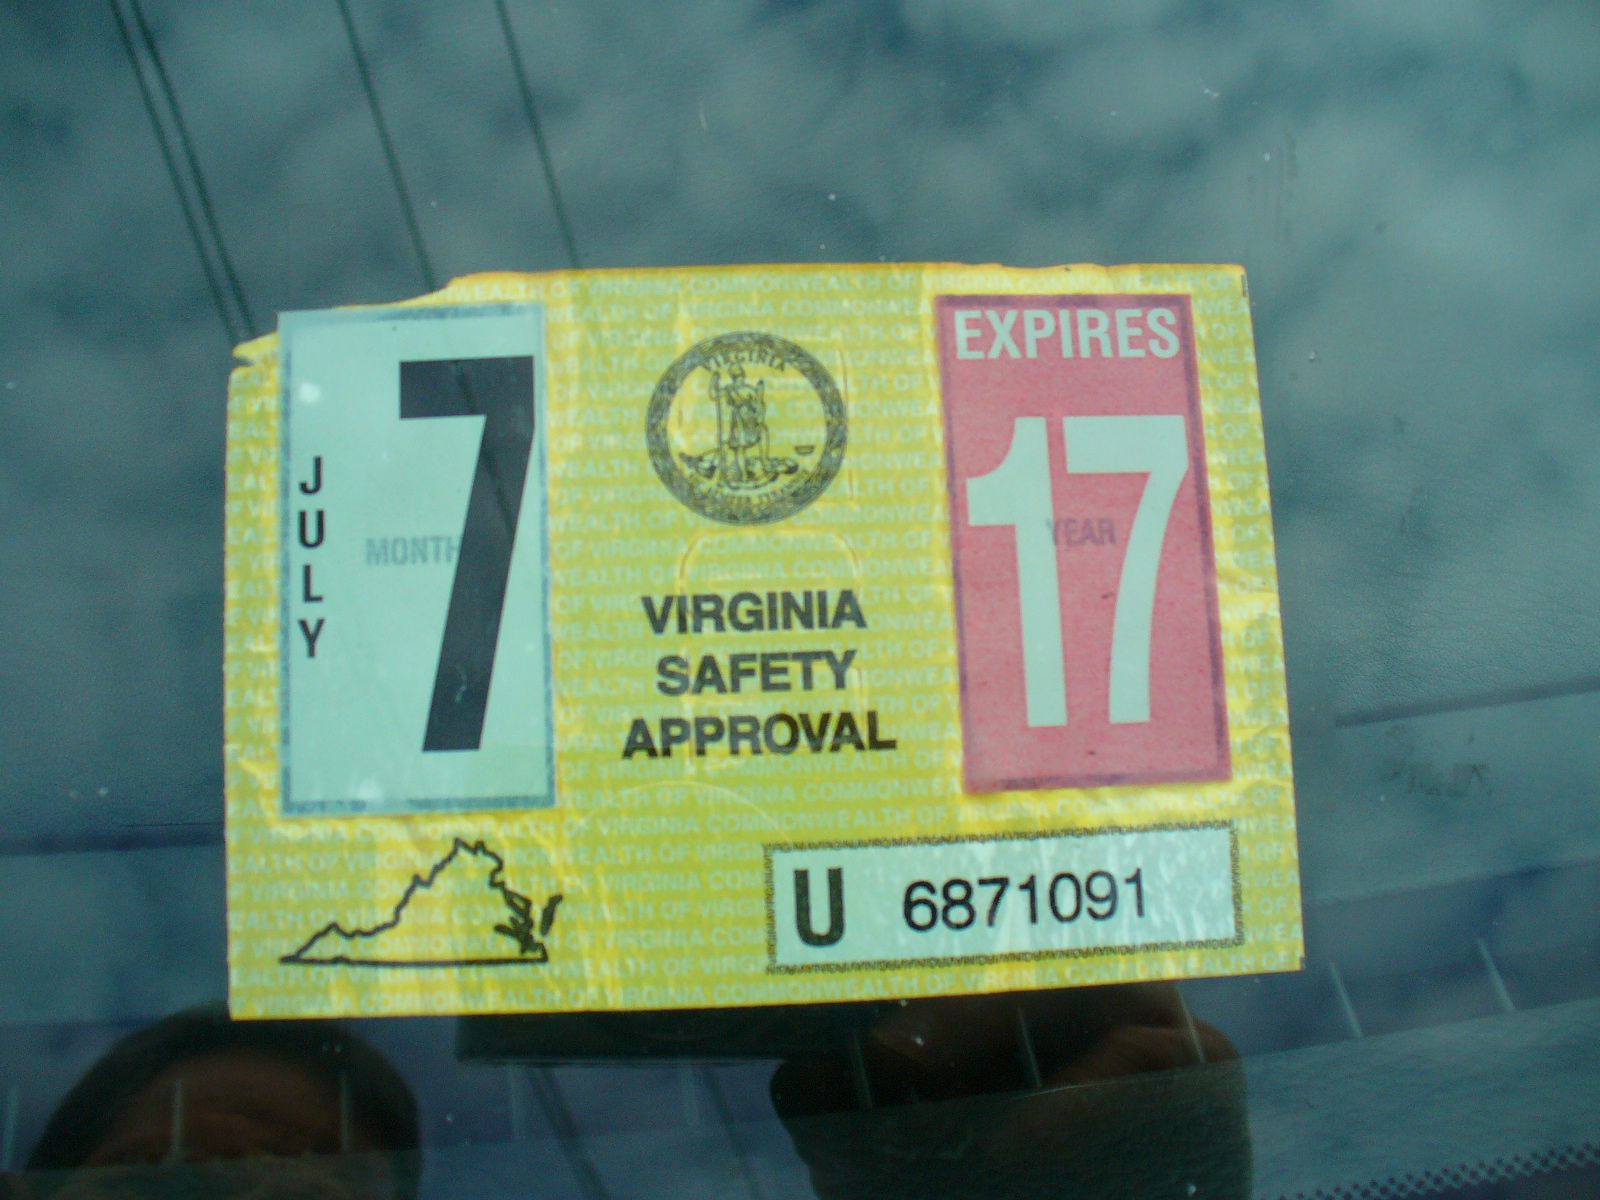 JULY
7
MONTH
VIRGINIA
VIRGINIA
SAFETY
APPROVAL
EXPIRES
17
YEAR
U 6871091